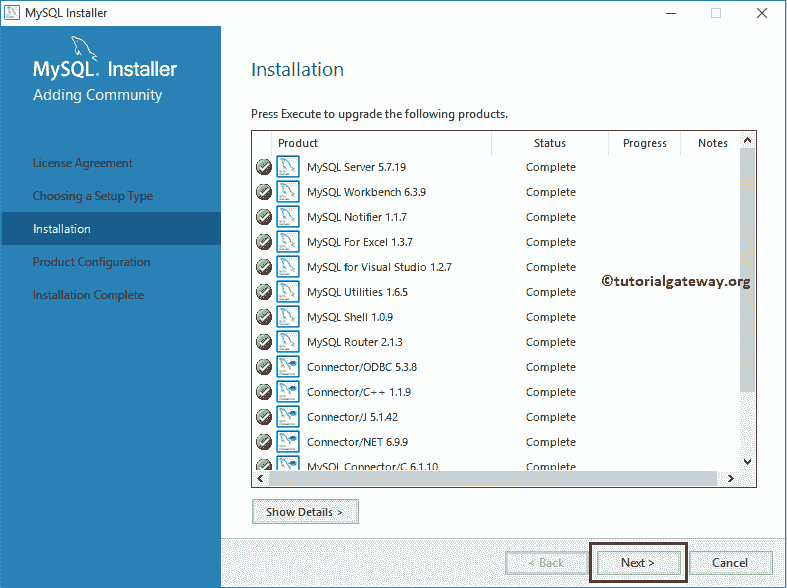 MySQL Installer
MySQL. Installer
Adding Community
License Agreement
Choosing a Setup Type
Installation
Product Configuration
Installation Complete
Installation
Press Execute to upgrade the following products.
Product Status Progress Notes
MySQL Server 5.7.19 Complete
MySQL Workbench 6.3.9 Complete
MySQL Notifier 1.1.7 Complete
MySQL For Excel 1.3.7 Complete
MySQL for Visual Studio 1.2.7 Complete
MySQL Utilities 1.6.5 Complete
MySQL Shell 1.0.9 Complete
MySQL Router 2.1.3 Complete
Connector/ODBC 5.3.8 Complete
Connector/C++ 1.1.9 Complete
Connector/J 5.1.42 Complete
Connector/NET 6.9.9 Complete
MySQL Connector/C 6.1.10 Complete
©tutorialgateway.org
Show Details >
< Back Next > Cancel